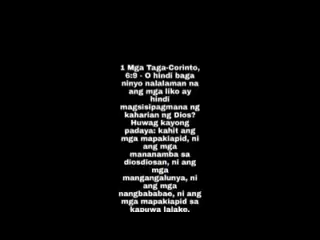 1 Mga Taga-Corinto,
6:9 - O hindi baga
ninyo nalalaman na
ang mga liko ay
hindi
magsisipagmana ng
kaharian ng Dios?
Huwag kayong
padaya: kahit ang
mga mapakiapid, ni
ang mga
mananamba sa
diosdiosan, ni ang
mga
mangangalunya, ni
ang mga
nangbababae, ni ang
mga mapakiapid sa
kapuwa lalake.